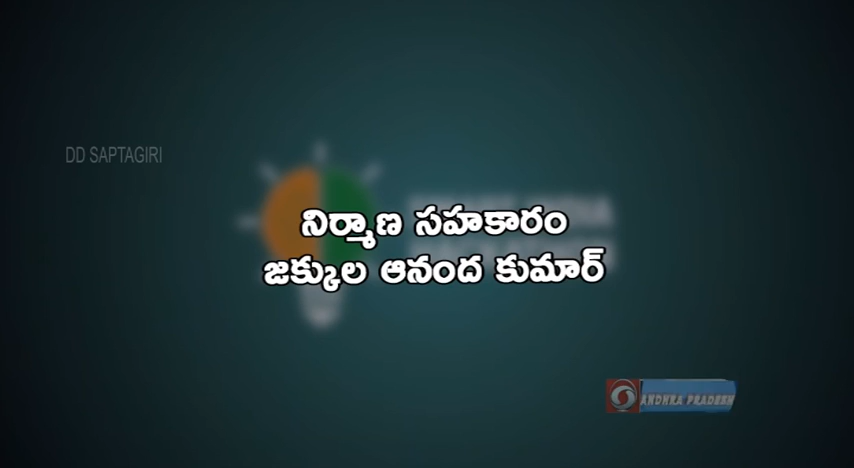 DD SAPTAGIRI
నిర్మాణ సహకారం
జక్కుల ఆనంద కుమార్
ANDHRA PRADESH